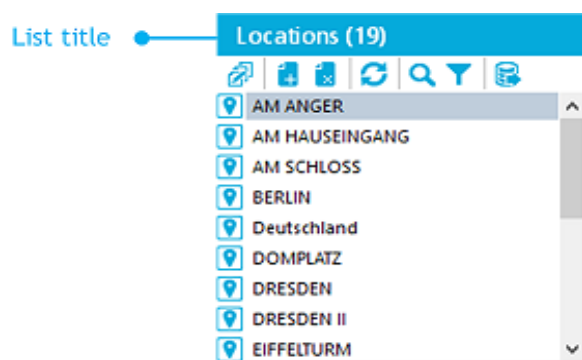 List title
Locations (19)
AM ANGER
AM HAUSEINGANG
AM SCHLOSS
BERLIN
Deutschland
DOMPLATZ
DRESDEN
DRESDEN II
EIFFELTURM